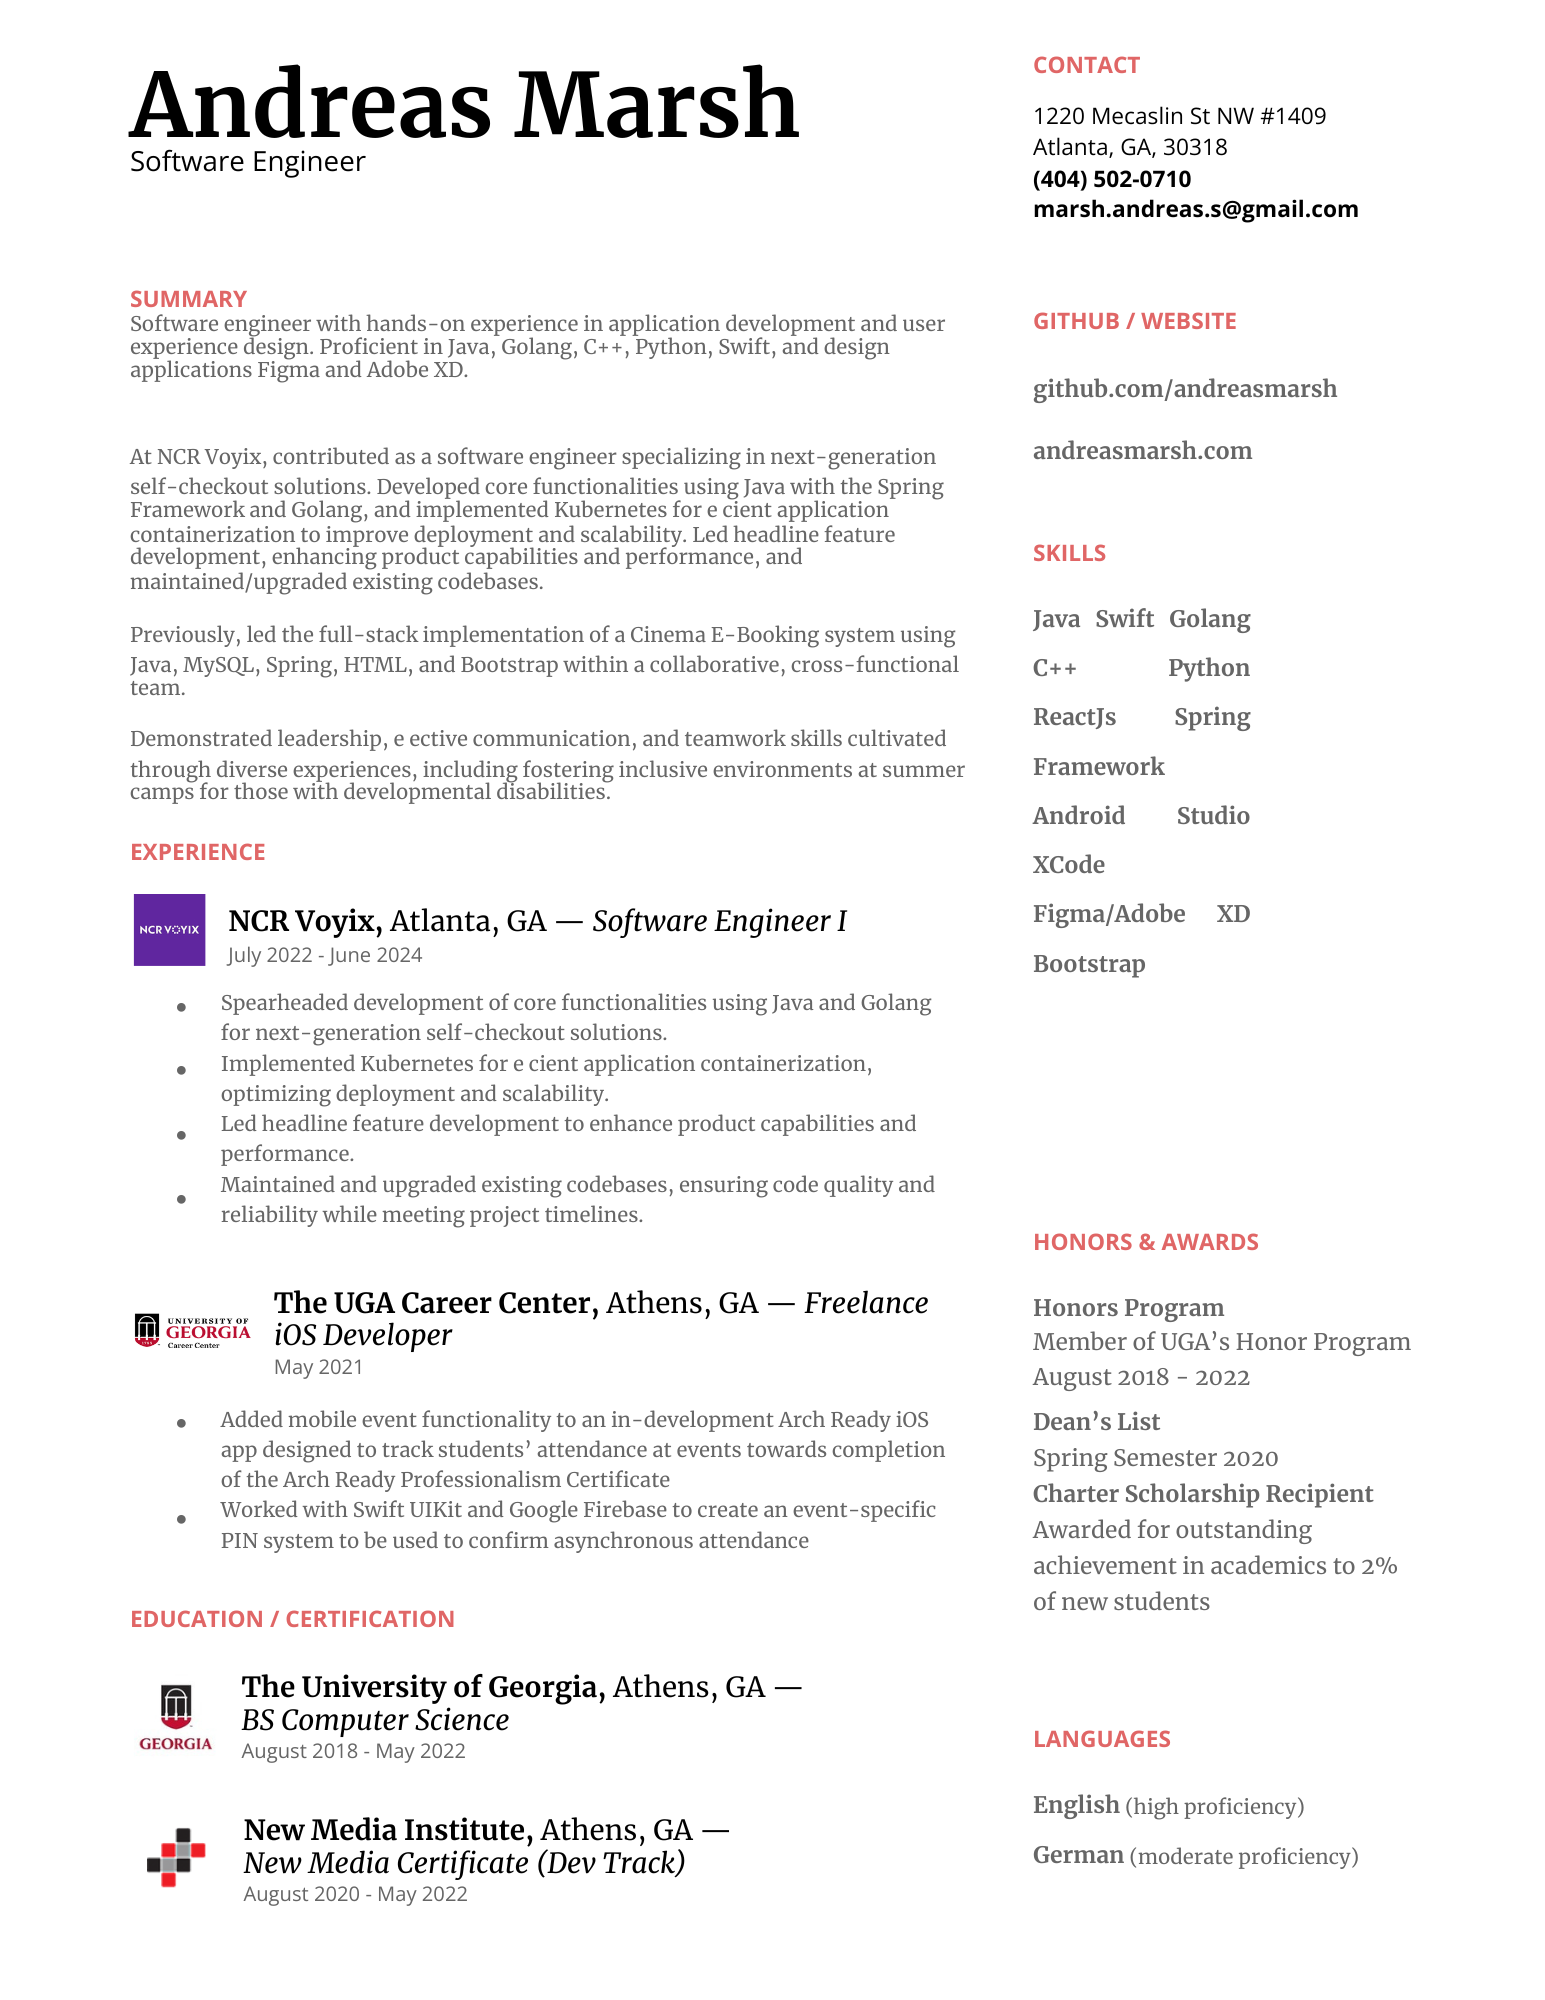 Andreas Marsh
Software Engineer
SUMMARY
Software engineer with hands-on experience in application development and user
experience design. Proficient in Java, Golang, C++, Python, Swift, and design
applications Figma and Adobe XD.
At NCR Voyix, contributed as a software engineer specializing in next-generation
self-checkout solutions. Developed core functionalities using Java with the Spring
Framework and Golang, and implemented Kubernetes for e cient application
containerization to improve deployment and scalability. Led headline feature
development, enhancing product capabilities and performance, and
maintained/upgraded existing codebases.
Previously, led the full-stack implementation of a Cinema E-Booking system using
Java, MySQL, Spring, HTML, and Bootstrap within a collaborative, cross-functional
team.
Demonstrated leadership, e ective communication, and teamwork skills cultivated
through diverse experiences, including fostering inclusive environments at summer
camps for those with developmental disabilities.
EXPERIENCE
NCR VOYIX
NCR Voyix, Atlanta, GA — Software Engineer I
July 2022 - June 2024
● Spearheaded development of core functionalities using Java and Golang
for next-generation self-checkout solutions.
● Implemented Kubernetes for e cient application containerization,
optimizing deployment and scalability.
● Led headline feature development to enhance product capabilities and
performance.
● Maintained and upgraded existing codebases, ensuring code quality and
reliability while meeting project timelines.
UNIVERSITY OF
GEORGIA
Career Center
The UGA Career Center, Athens, GA — Freelance
iOS Developer
May 2021
● Added mobile event functionality to an in-development Arch Ready iOS
app designed to track students’ attendance at events towards completion
of the Arch Ready Professionalism Certificate
● Worked with Swift UIKit and Google Firebase to create an event-specific
PIN system to be used to confirm asynchronous attendance
EDUCATION / CERTIFICATION
GEORGIA
The University of Georgia, Athens, GA —
BS Computer Science
August 2018 - May 2022
New Media Institute, Athens, GA —
New Media Certificate (Dev Track)
August 2020 - May 2022
CONTACT
1220 Mecaslin St NW #1409
Atlanta, GA, 30318
(404) 502-0710
marsh.andreas.s@gmail.com
GITHUB / WEBSITE
github.com/andreasmarsh
andreasmarsh.com
SKILLS
Java Swift Golang
C++ Python
ReactJs Spring
Framework
Android Studio
XCode
Figma/Adobe XD
Bootstrap
HONORS & AWARDS
Honors Program
Member of UGA’s Honor Program
August 2018 - 2022
Dean’s List
Spring Semester 2020
Charter Scholarship Recipient
Awarded for outstanding
achievement in academics to 2%
of new students
LANGUAGES
English (high proficiency)
German (moderate proficiency)